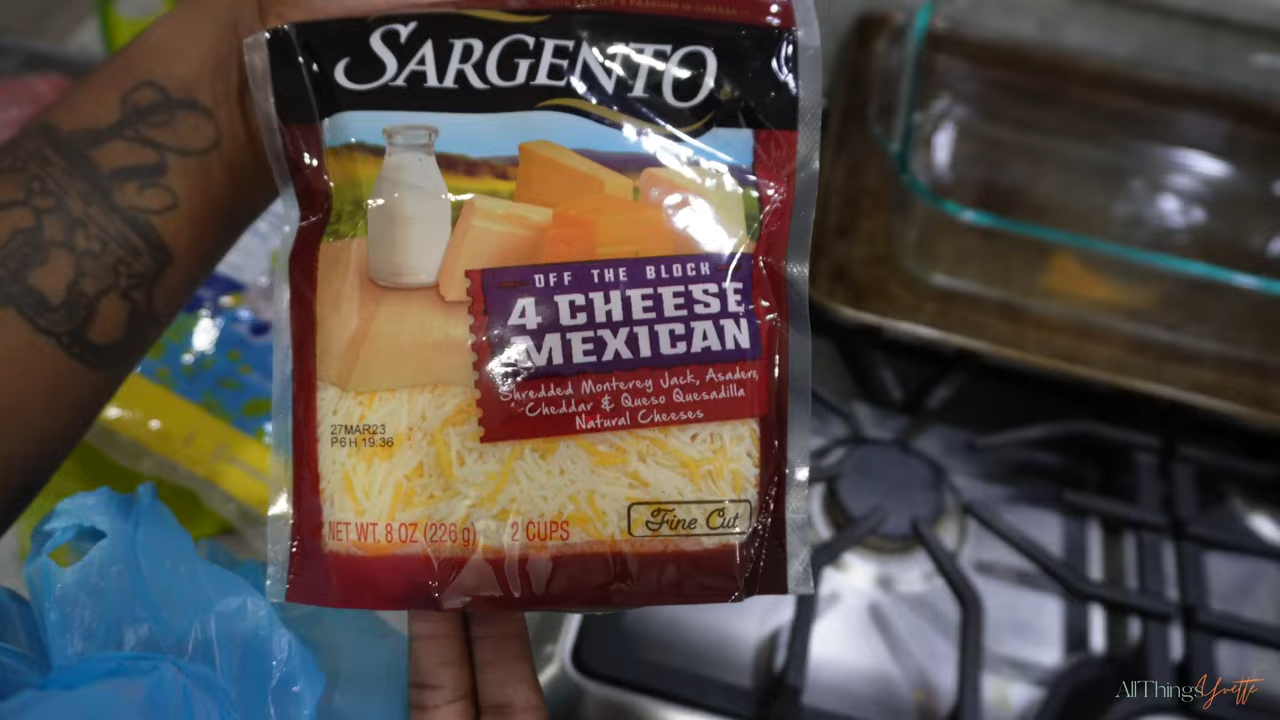 SARGENTO
OFF THE BLOCK
4 CHEESE
MEXICAN
Shredded Monterey Jack, Asadero,
Cheddar & Queso Quesadilla
Natural Cheeses
27MAR23
P6H 19:36
Fine Cut
NET WT. 8 OZ (226 g) 2 CUPS
AllThingsYvette